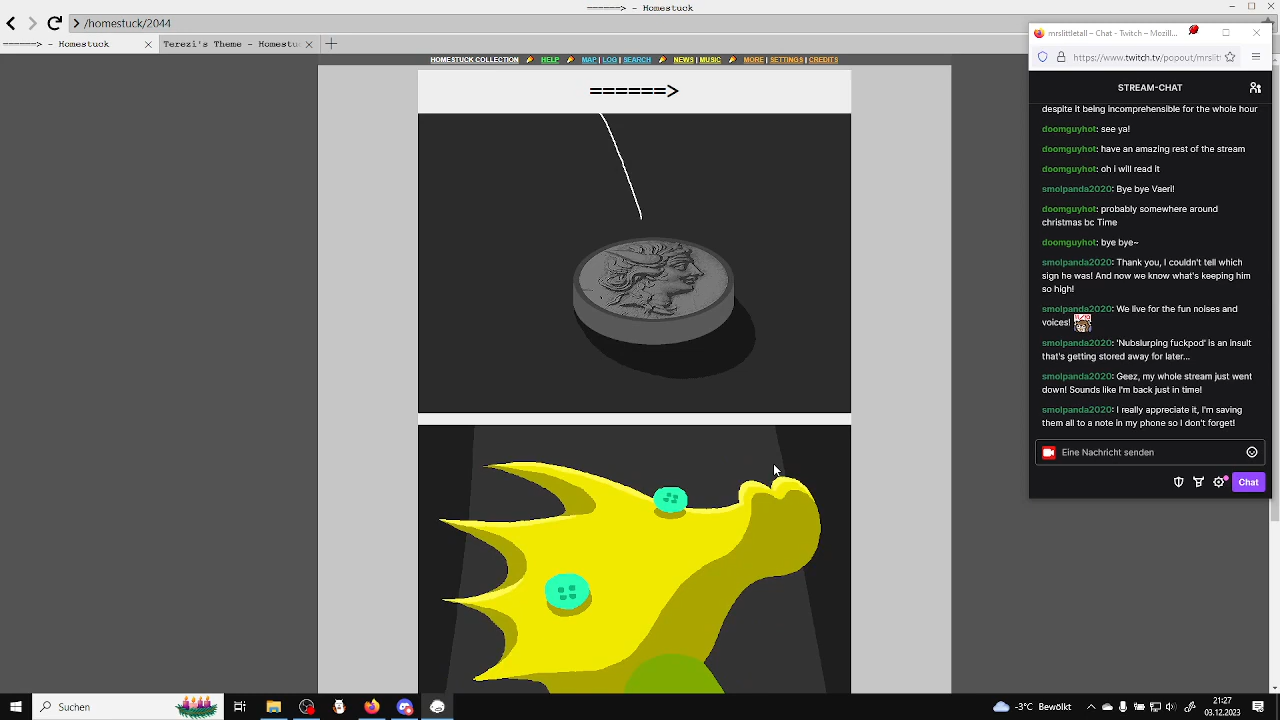 ======> - Homestuck
>/homestuck/2044
======> - Homestuck
Terezi's Theme - Homestu
HOMESTUCK COLLECTION HELP MAP | LOG | SEARCH NEWS | MUSIC MORE | SETTINGS | CREDITS
======>
mrslittletall – Chat - Twitch – Mozill...
https://www.twitch.tv/popout/mrslit
STREAM-CHAT
despite it being incomprehensible for the whole hour
doomguyhot: see ya!
doomguyhot: have an amazing rest of the stream
doomguyhot: oh i will read it
smolpanda2020: Bye bye Vaeri!
doomguyhot: probably somewhere around
christmas bc Time
doomguyhot: bye bye~
smolpanda2020: Thank you, I couldn't tell which
sign he was! And now we know what's keeping him
so high!
smolpanda2020: We live for the fun noises and
voices!
smolpanda2020: 'Nubslurping fuckpod' is an insult
that's getting stored away for later...
smolpanda2020: Geez, my whole stream just went
down! Sounds like I'm back just in time!
smolpanda2020: I really appreciate it, I'm saving
them all to a note in my phone so I don't forget!
Eine Nachricht senden
Chat
Suchen
-3°C Bewölkt
21:27
03.12.2023